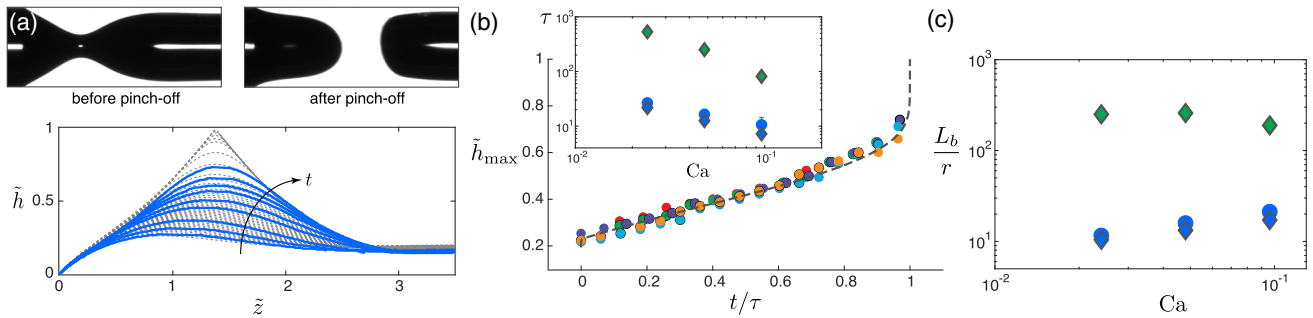 (a)
before pinch-off
after pinch-off
h̃
1
0.5
0
t
0
1
2
3
z̃
(b)
τ
10³
10²
10¹
10⁻²
10⁻¹
Ca
h̃max
1
0.8
0.6
0.4
0.2
0
0.2
0.4
0.6
0.8
1
t/τ
(c)
L_b
r
10³
10²
10¹
10⁻²
10⁻¹
Ca